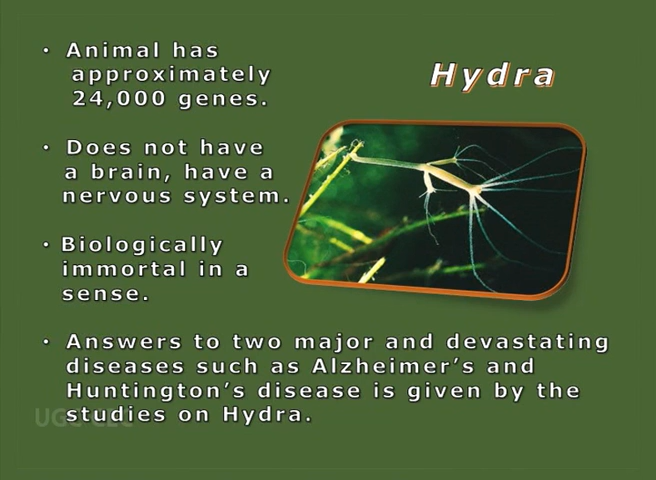 Hydra
• Animal has
approximately
24,000 genes.
• Does not have
a brain, have a
nervous system.
• Biologically
immortal in a
sense.
• Answers to two major and devastating
diseases such as Alzheimer's and
Huntington's disease is given by the
studies on Hydra.